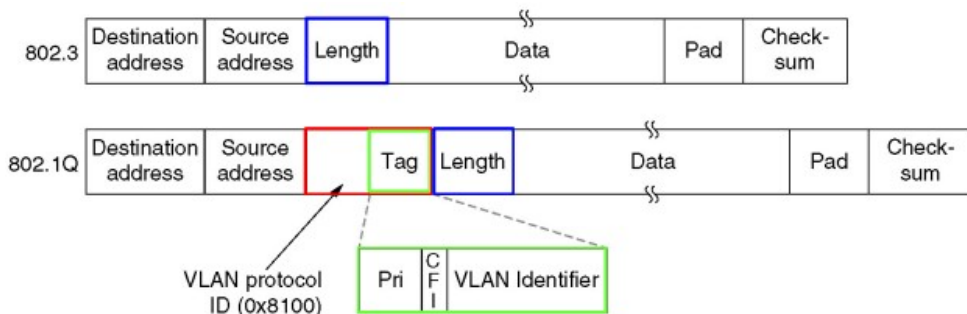 802.3
Destination
address
Source
address
Length
Data
Pad
Check-
sum
802.1Q
Destination
address
Source
address
Tag
Length
Data
Pad
Check-
sum
VLAN protocol
ID (0x8100)
Pri
C
F
I
VLAN Identifier